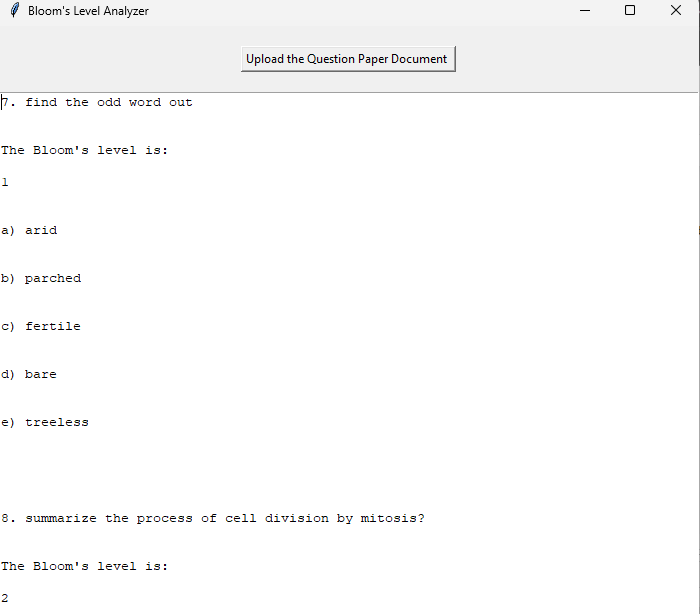 Bloom's Level Analyzer
Upload the Question Paper Document
7. find the odd word out
The Bloom's level is:
1
a) arid
b) parched
c) fertile
d) bare
e) treeless
8. summarize the process of cell division by mitosis?
The Bloom's level is:
2